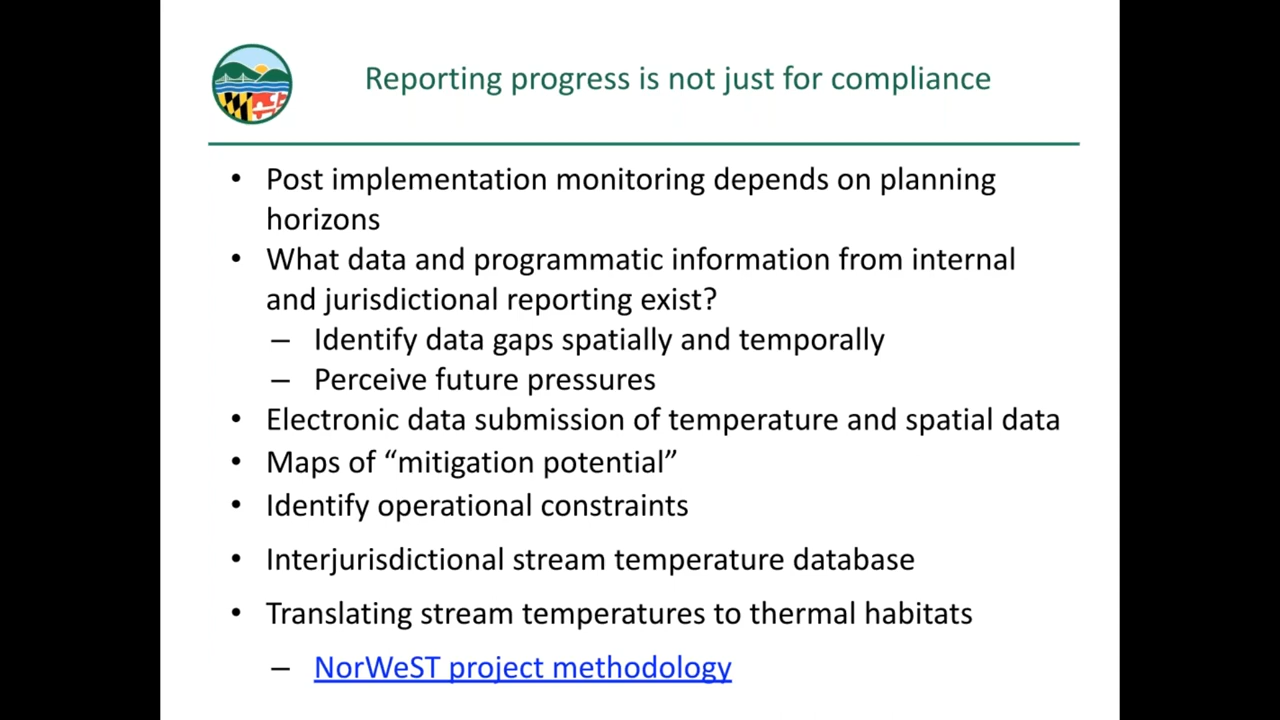 Reporting progress is not just for compliance
• Post implementation monitoring depends on planning
horizons
• What data and programmatic information from internal
and jurisdictional reporting exist?
– Identify data gaps spatially and temporally
– Perceive future pressures
• Electronic data submission of temperature and spatial data
• Maps of “mitigation potential”
• Identify operational constraints
• Interjurisdictional stream temperature database
• Translating stream temperatures to thermal habitats
– NorWeST project methodology